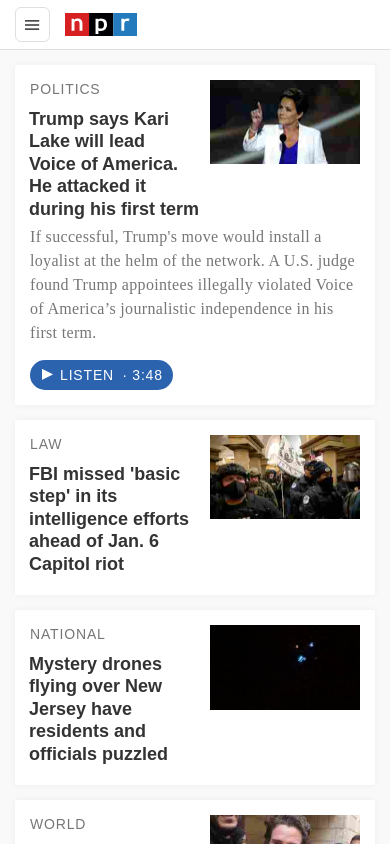 npr
POLITICS
Trump says Kari
Lake will lead
Voice of America.
He attacked it
during his first term
If successful, Trump's move would install a
loyalist at the helm of the network. A U.S. judge
found Trump appointees illegally violated Voice
of America’s journalistic independence in his
first term.
LISTEN · 3:48
LAW
FBI missed 'basic
step' in its
intelligence efforts
ahead of Jan. 6
Capitol riot
NATIONAL
Mystery drones
flying over New
Jersey have
residents and
officials puzzled
WORLD